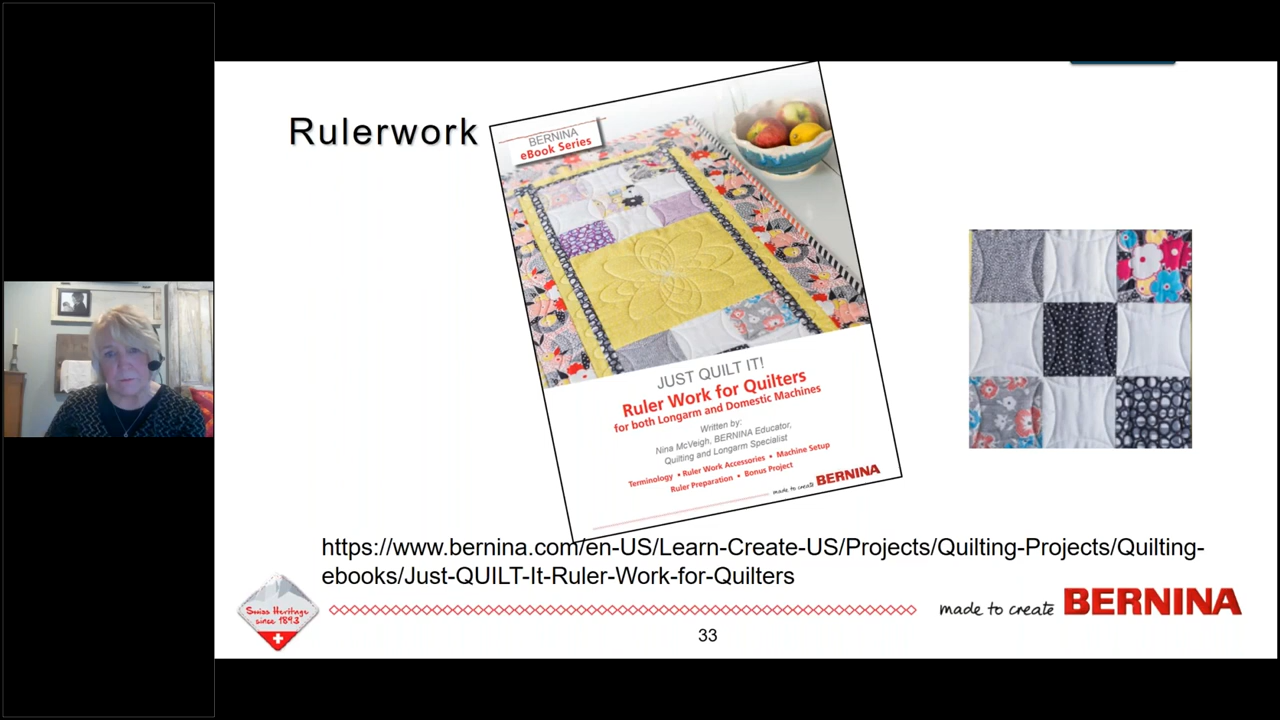 Rulerwork
BERNINA
eBook Series
JUST QUILT IT!
Ruler Work for Quilters
for both Longarm and Domestic Machines
Written by:
Nina McVeigh, BERNINA Educator,
Quilting and Longarm Specialist
Terminology • Ruler Work Accessories • Machine Setup
Ruler Preparation • Bonus Project
made to create BERNINA
https://www.bernina.com/en-US/Learn-Create-US/Projects/Quilting-Projects/Quilting-
ebooks/Just-QUILT-It-Ruler-Work-for-Quilters
Swiss Heritage
since 1893
made to create BERNINA
33